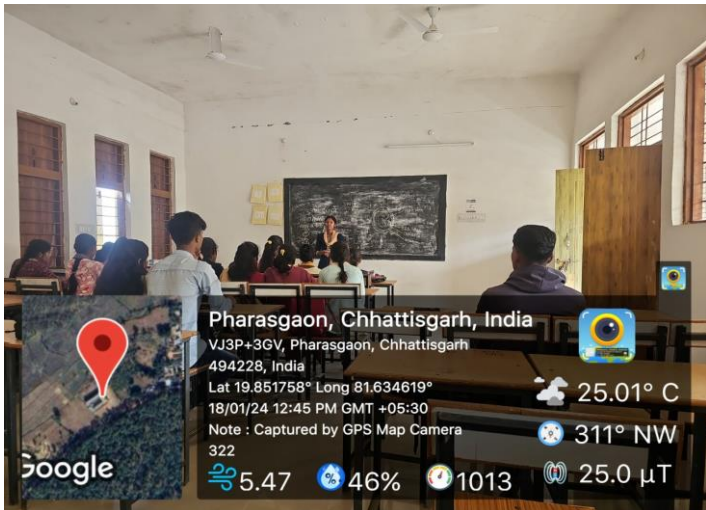 Pharasgaon, Chhattisgarh, India
VJ3P+3GV, Pharasgaon, Chhattisgarh
494228, India
Lat 19.851758° Long 81.634619°
18/01/24 12:45 PM GMT +05:30
Note : Captured by GPS Map Camera
322
Google
5.47
46%
1013
25.01° C
311° NW
25.0 μT